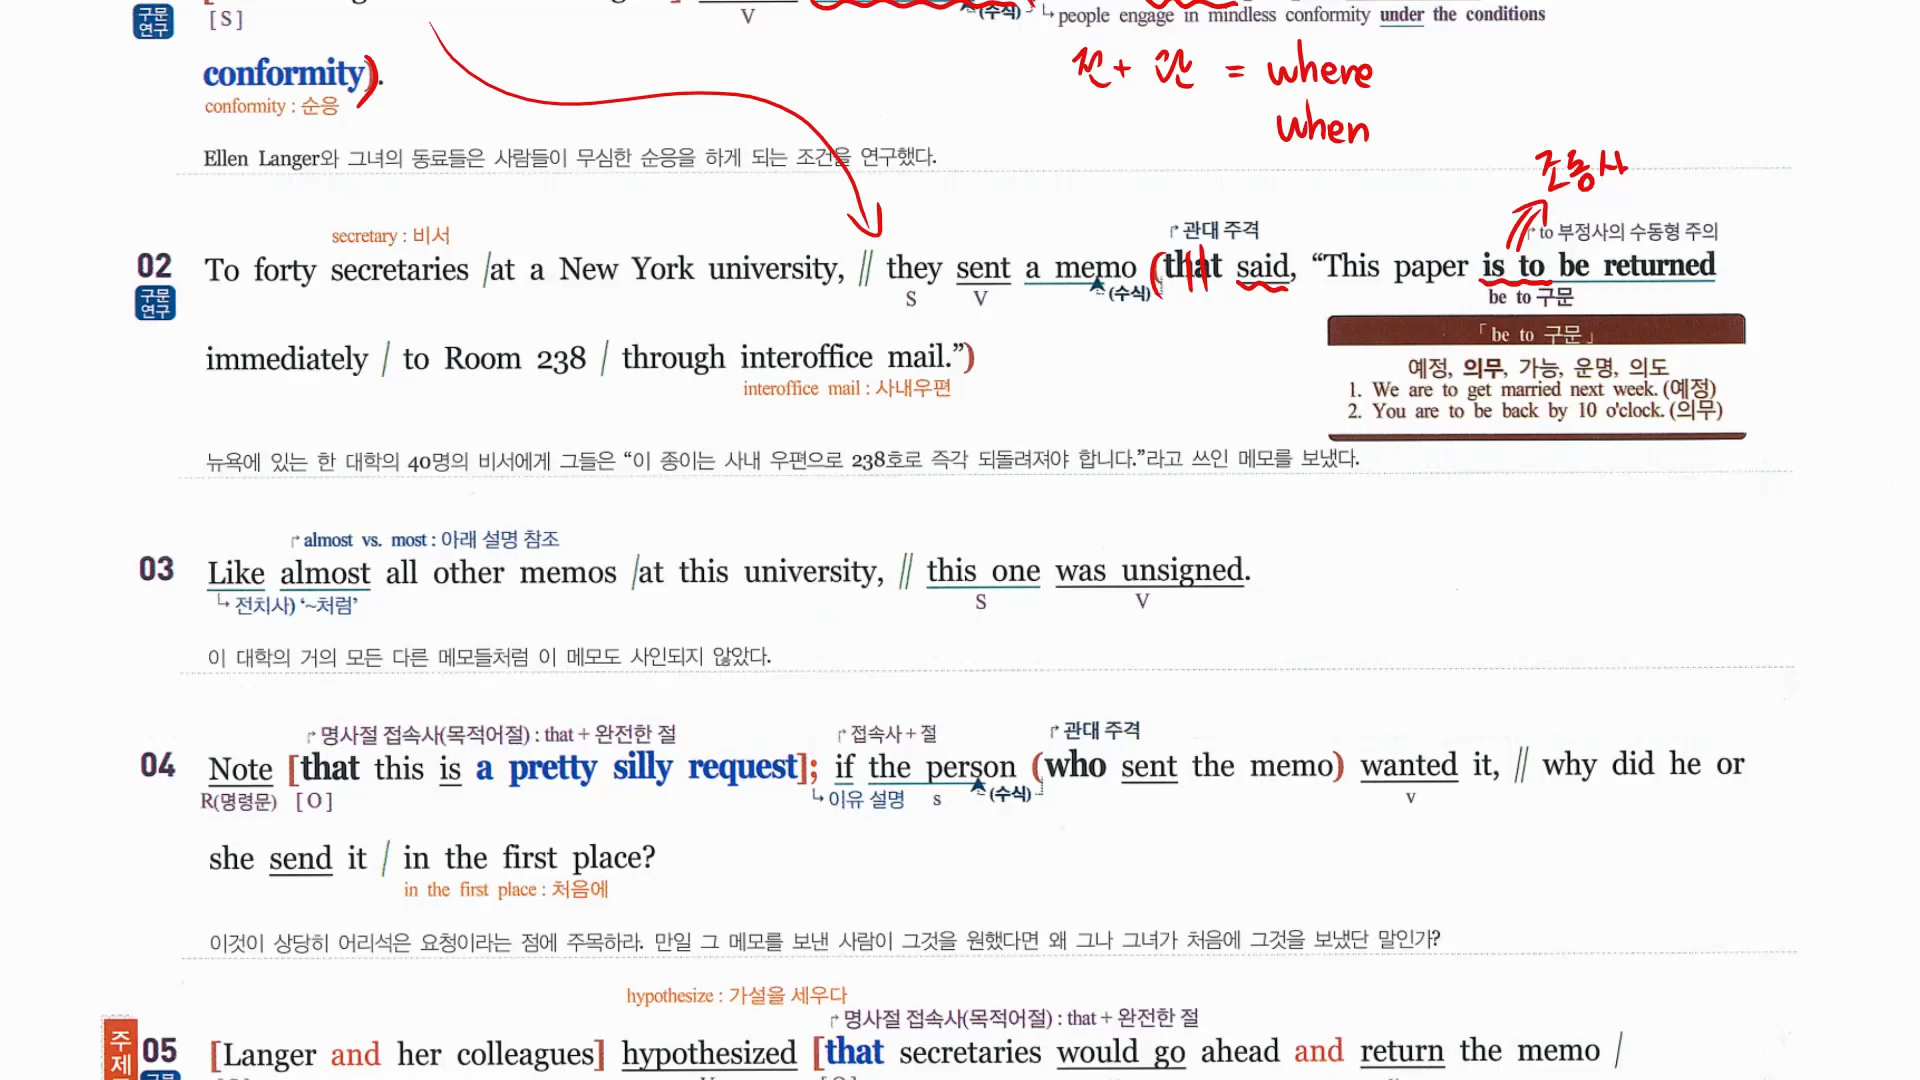 구문
연구
[ S ]
V
(수식)
people engage in mindless conformity under the conditions
conformity).
전+ 관 = where
when
conformity : 순응
Ellen Langer와 그녀의 동료들은 사람들이 무심한 순응을 하게 되는 조건을 연구했다.
조동사
secretary : 비서
관대 주격
to 부정사의 수동형 주의
02 To forty secretaries /at a New York university, // they sent a memo (that said, “This paper is to be returned
구문
연구
S
V
(수식)
be to 구문
「 be to 구문 」
immediately / to Room 238 / through interoffice mail.”)
interoffice mail : 사내우편
예정, 의무, 가능, 운명, 의도
1. We are to get married next week. (예정)
2. You are to be back by 10 o'clock. (의무)
뉴욕에 있는 한 대학의 40명의 비서에게 그들은 “이 종이는 사내 우편으로 238호로 즉각 되돌려져야 합니다.”라고 쓰인 메모를 보냈다.
almost vs. most : 아래 설명 참조
03 Like almost all other memos /at this university, // this one was unsigned.
전치사) ‘~처럼’
S
V
이 대학의 거의 모든 다른 메모들처럼 이 메모도 사인되지 않았다.
명사절 접속사(목적어절) : that + 완전한 절
접속사 + 절
관대 주격
04 Note [that this is a pretty silly request]; if the person (who sent the memo) wanted it, // why did he or
R(명령문) [ O ]
이유 설명
s
(수식)
v
she send it / in the first place?
in the first place : 처음에
이것이 상당히 어리석은 요청이라는 점에 주목하라. 만일 그 메모를 보낸 사람이 그것을 원했다면 왜 그나 그녀가 처음에 그것을 보냈단 말인가?
hypothesize : 가설을 세우다
명사절 접속사(목적어절) : that + 완전한 절
주제
05 [Langer and her colleagues] hypothesized [that secretaries would go ahead and return the memo /